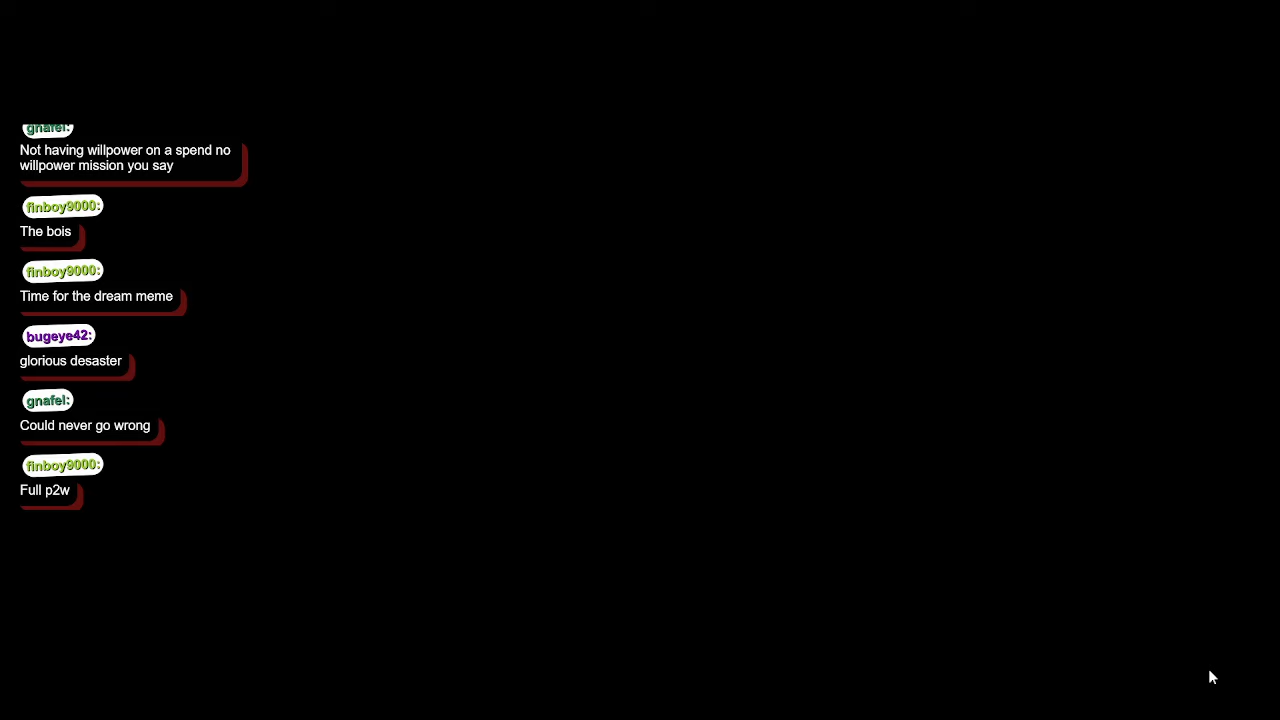 gnafel:
Not having willpower on a spend no
willpower mission you say
finboy9000:
The bois
finboy9000:
Time for the dream meme
bugeye42:
glorious desaster
gnafel:
Could never go wrong
finboy9000:
Full p2w